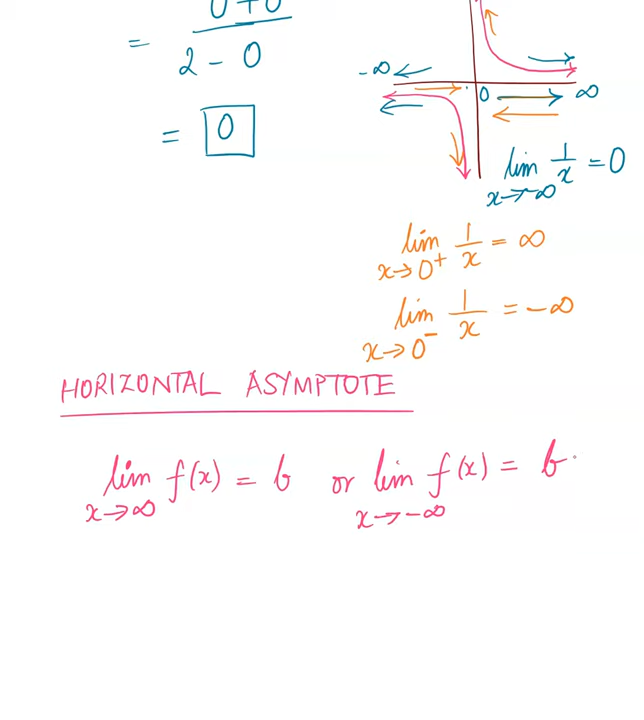 0 + 0
= 2 - 0
= 0
-∞ 0 ∞
lim 1/x = 0
x→-∞
lim 1/x = ∞
x→0⁺
lim 1/x = -∞
x→0⁻
HORIZONTAL ASYMPTOTE
lim f(x) = b or lim f(x) = b
x→∞ x→-∞